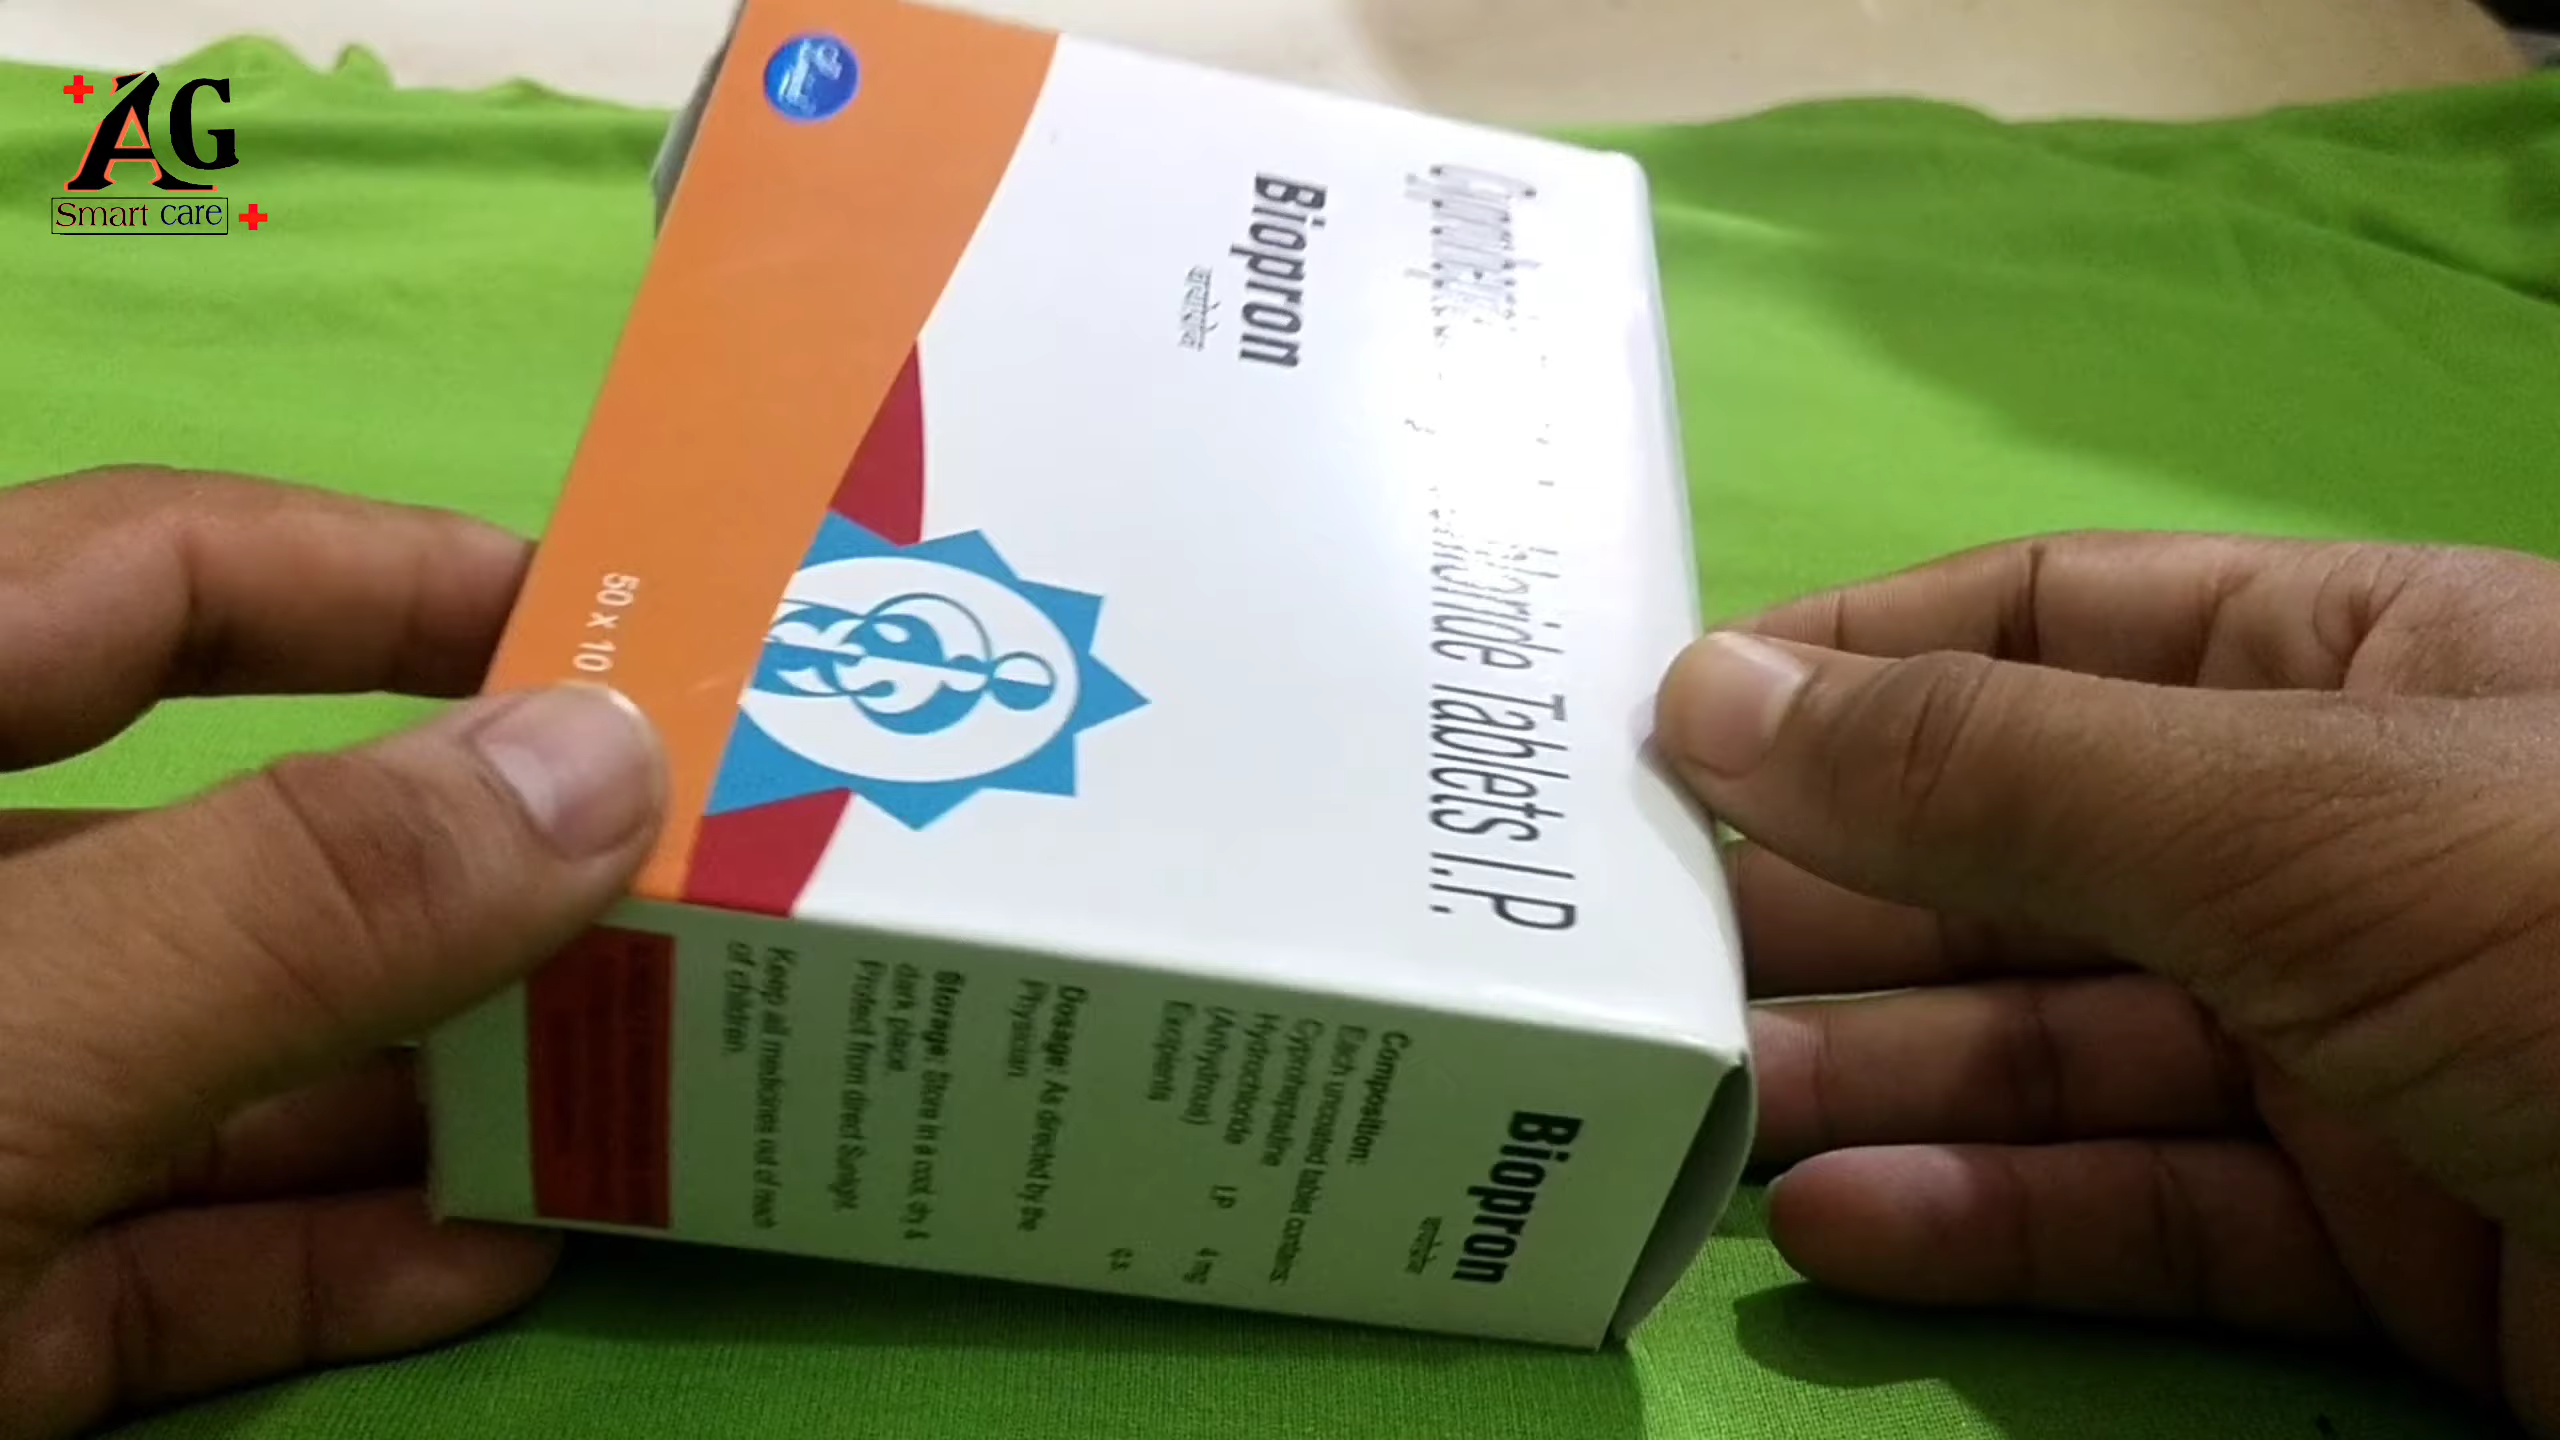 AG
Smart care
Cyproheptadine
Hydrochloride Tablets I.P.
Biopron
50 x 10
Biopron
Composition:
Each uncoated tablet contains:
Cyproheptadine
Hydrochloride I.P. 4 mg
(Anhydrous)
Excipients q.s.
Dosage: As directed by the
Physician.
Storage: Store in a cool, dry &
dark place.
Protect from direct Sunlight.
Keep all medicines out of reach
of children.